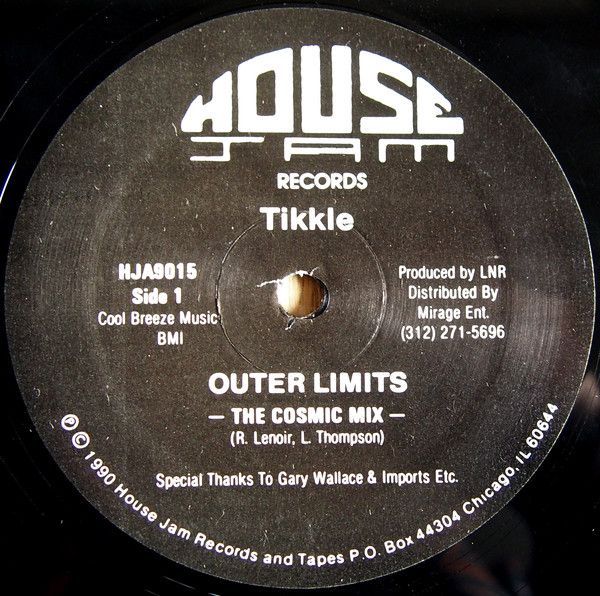 HOUSE
JAM
RECORDS
Tikkle
HJA9015
Side 1
Cool Breeze Music
BMI
Produced by LNR
Distributed By
Mirage Ent.
(312) 271-5696
OUTER LIMITS
— THE COSMIC MIX —
(R. Lenoir, L. Thompson)
Special Thanks To Gary Wallace & Imports Etc.
℗ © 1990 House Jam Records and Tapes P.O. Box 44304 Chicago, IL 60644